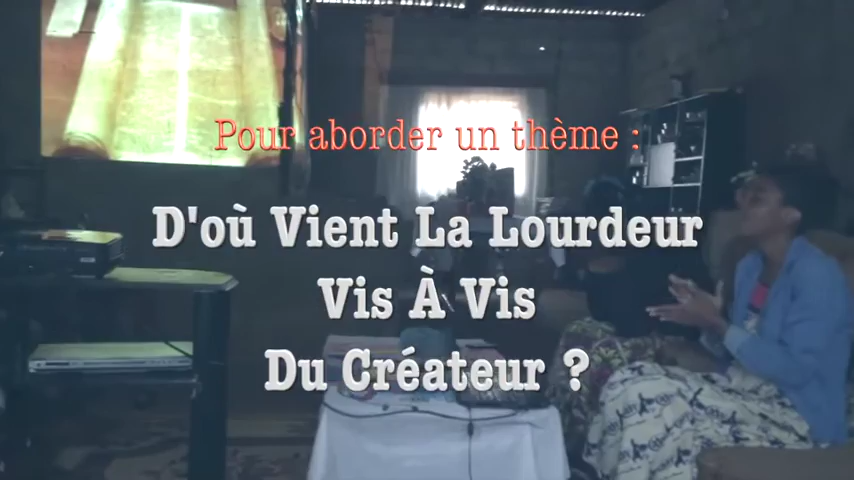 Pour aborder un thème :
D'où Vient La Lourdeur
Vis À Vis
Du Créateur ?